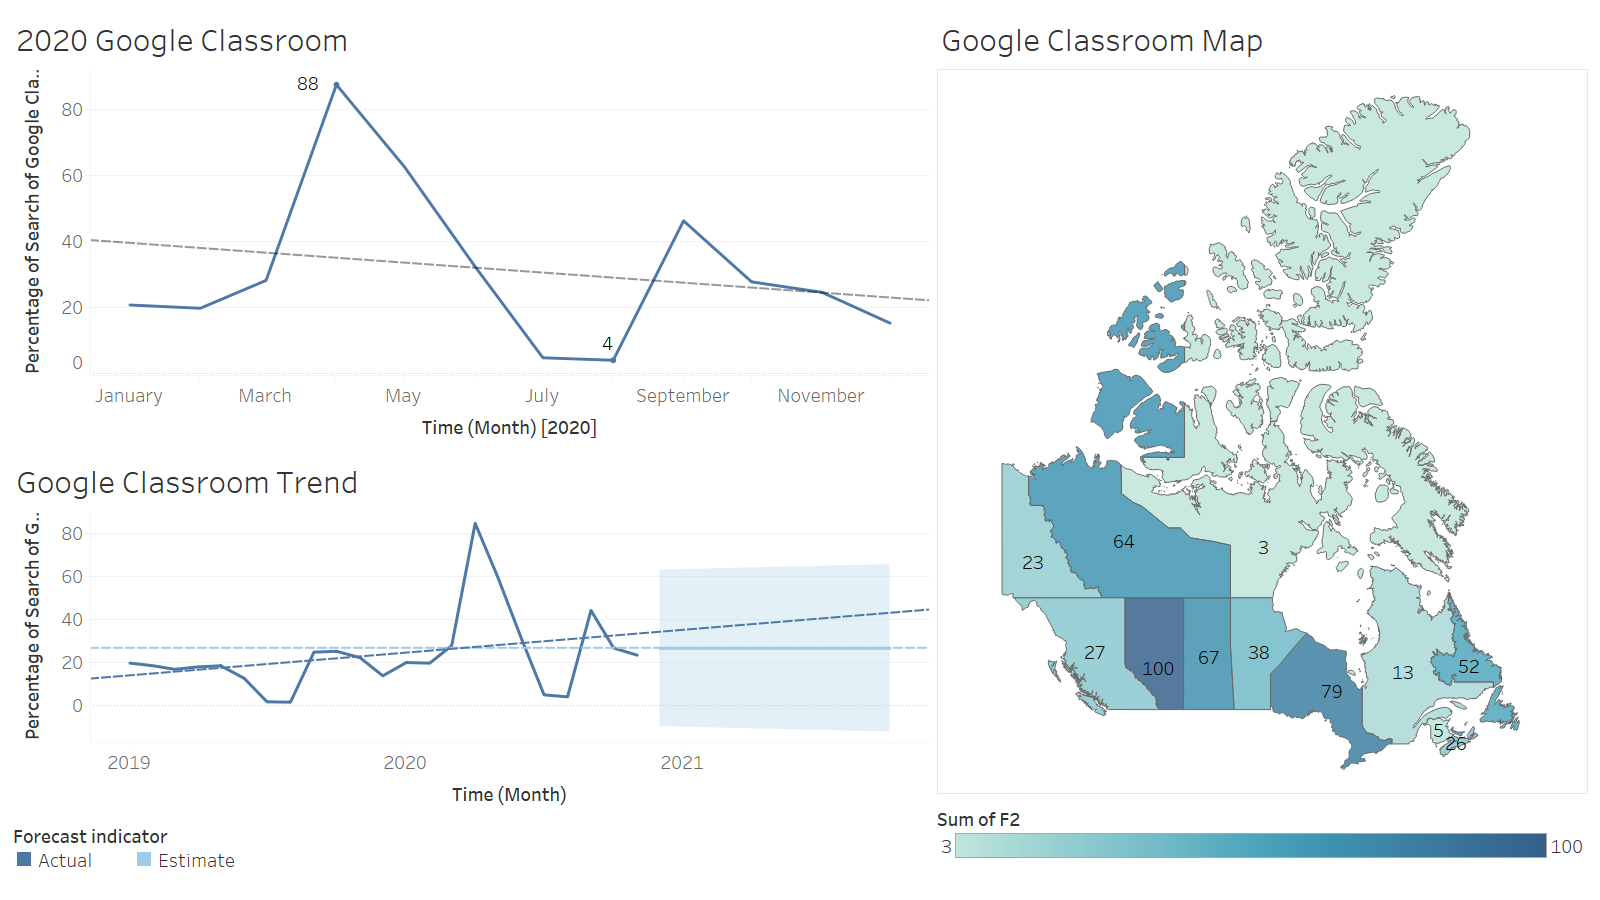 2020 Google Classroom
Percentage of Search of Google Cla..
80
60
40
20
0
88
4
January March May July September November
Time (Month) [2020]
Google Classroom Trend
Percentage of Search of G..
80
60
40
20
0
2019 2020 2021
Time (Month)
Forecast indicator
Actual Estimate
Google Classroom Map
64
3
23
27
100
67
38
79
13
52
5
26
Sum of F2
3 100